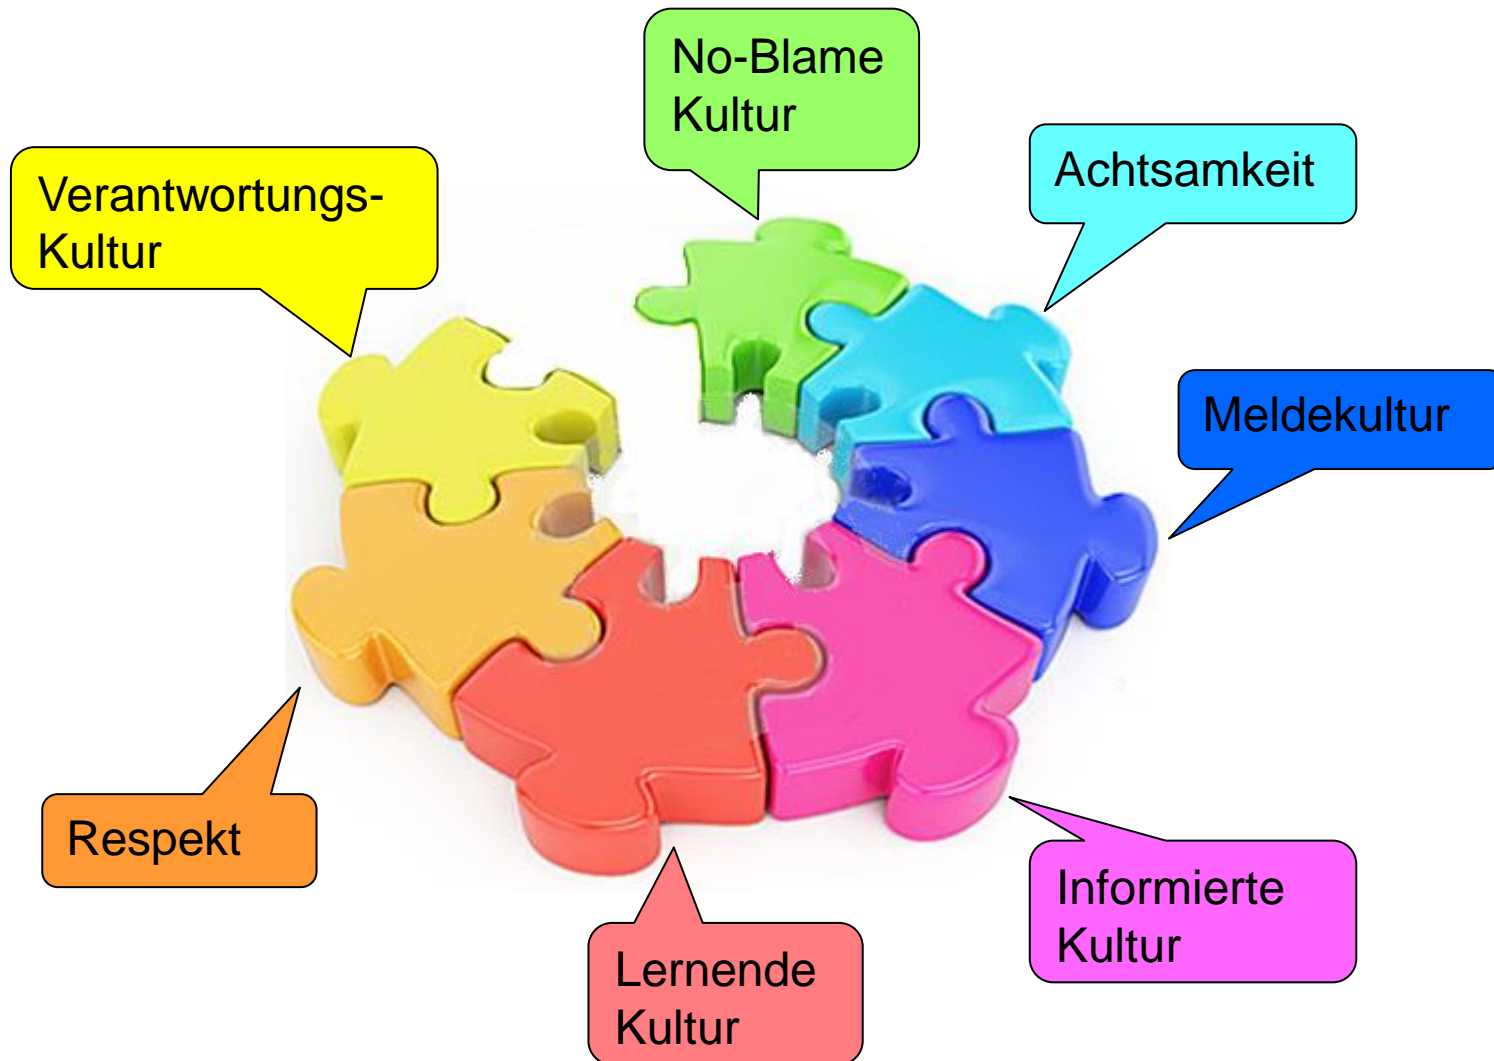 No-Blame
Kultur
Achtsamkeit
Verantwortungs-
Kultur
Meldekultur
Respekt
Informierte
Kultur
Lernende
Kultur